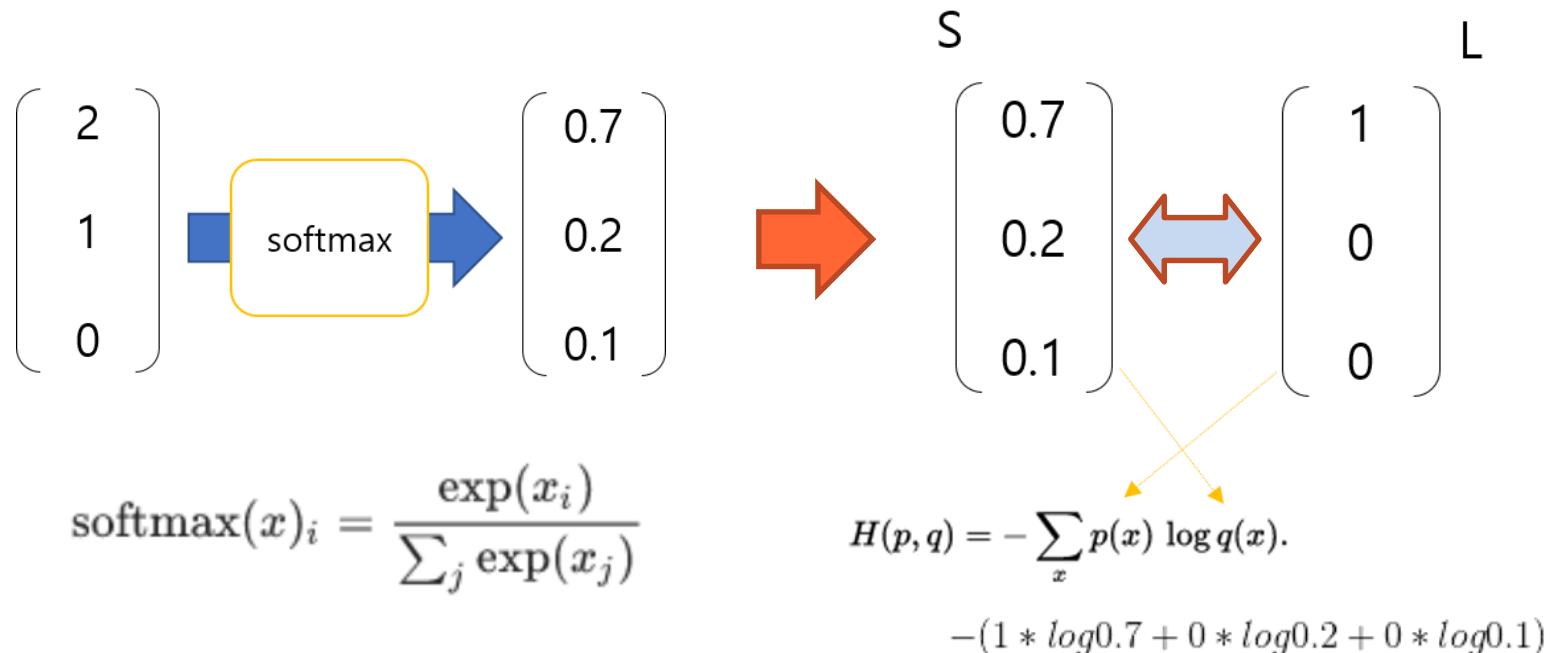 S
L
2
1
0
softmax
0.7
0.2
0.1
0.7
0.2
0.1
1
0
0
softmax(x)_i = exp(x_i) / ∑_j exp(x_j)
H(p, q) = − ∑_x p(x) log q(x).
−(1 * log0.7 + 0 * log0.2 + 0 * log0.1)